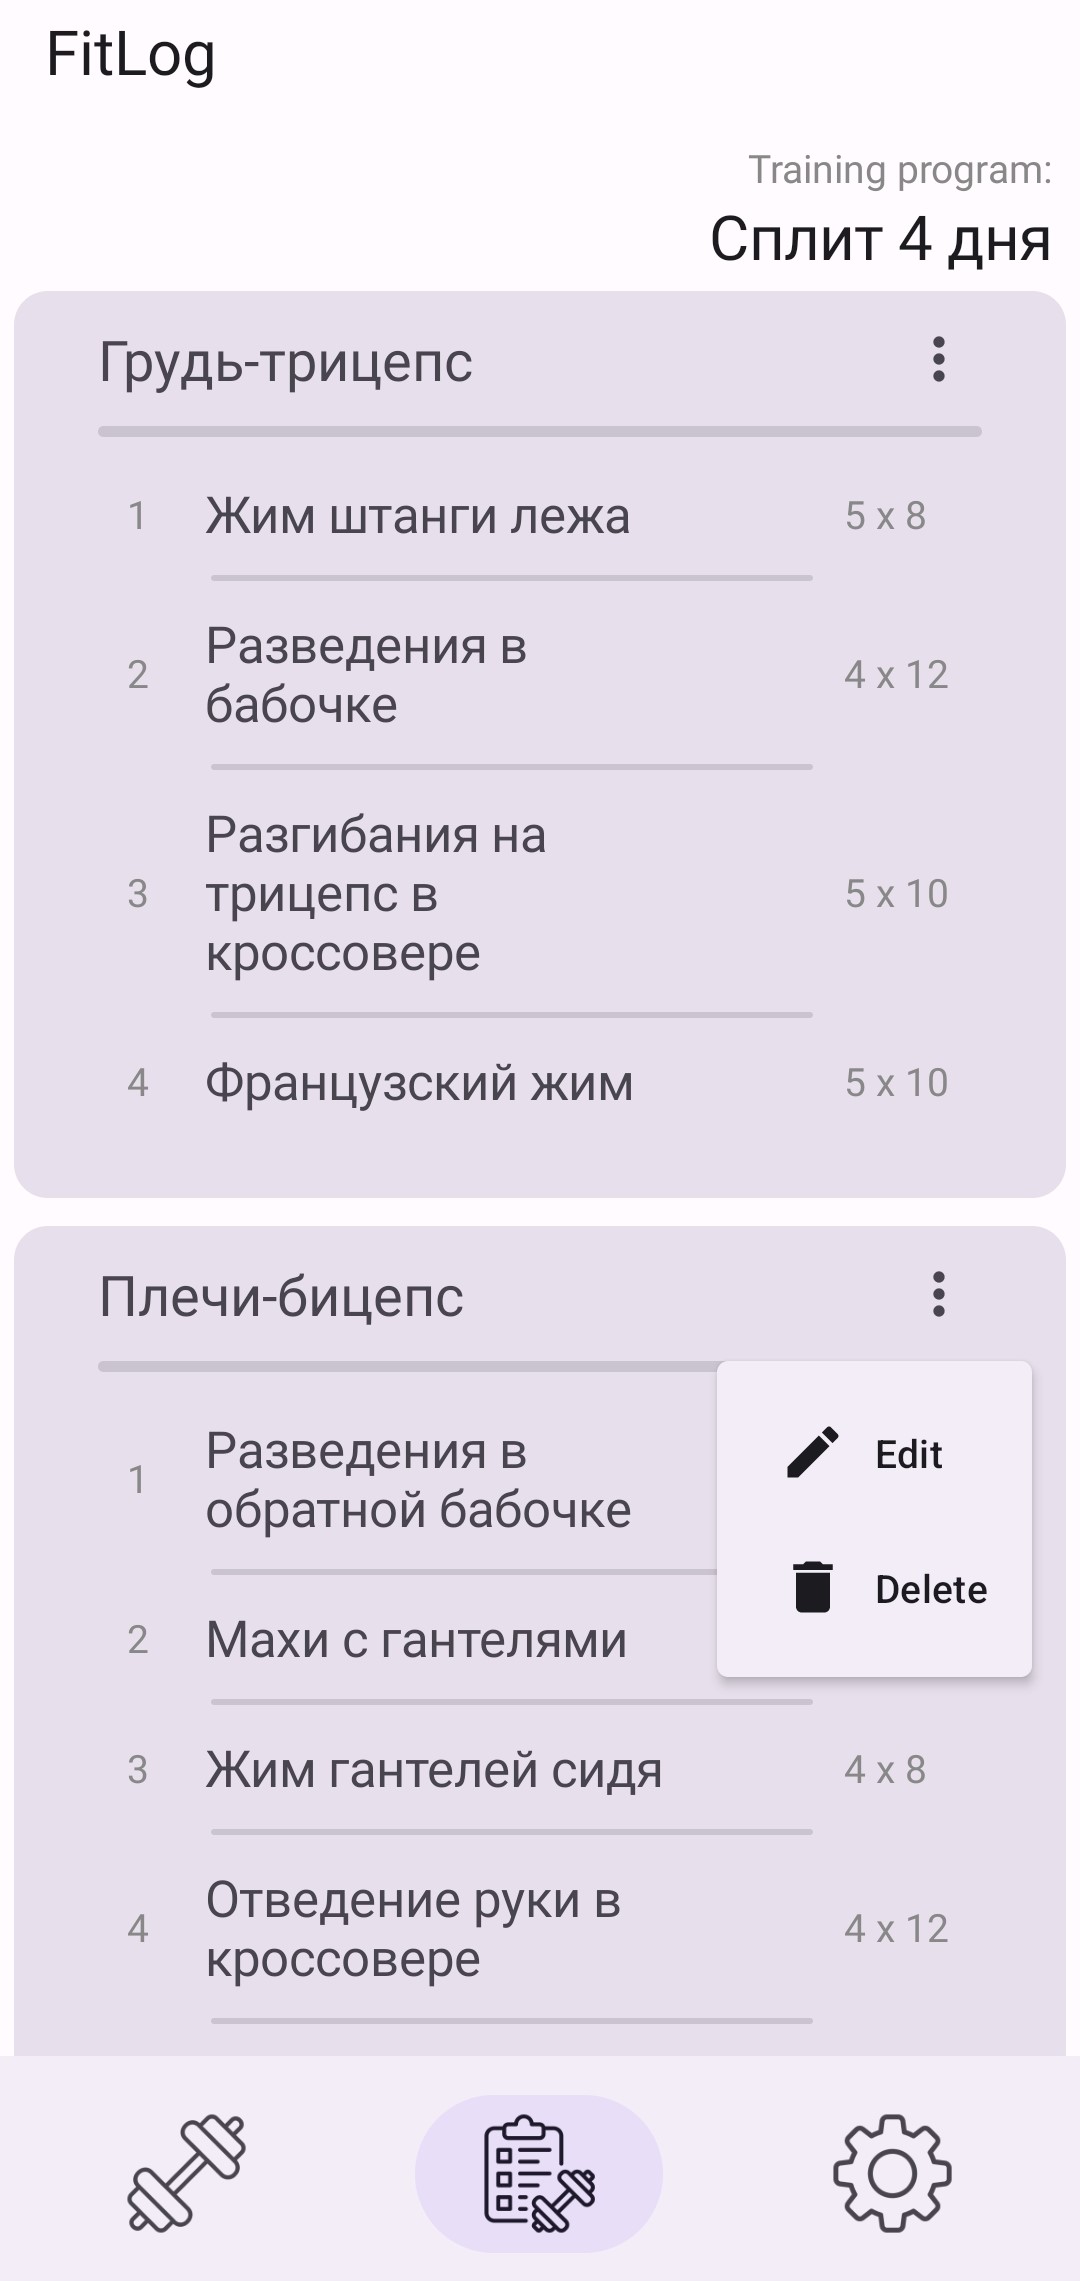 FitLog
Training program:
Сплит 4 дня
Грудь-трицепс
1 Жим штанги лежа 5 x 8
Разведения в
2 4 x 12
бабочке
Разгибания на
3 трицепс в 5 x 10
кроссовере
4 Французский жим 5 x 10
Плечи-бицепс
Разведения в
1
обратной бабочке
Edit
Delete
2 Махи с гантелями
3 Жим гантелей сидя 4 x 8
Отведение руки в
4 4 x 12
кроссовере